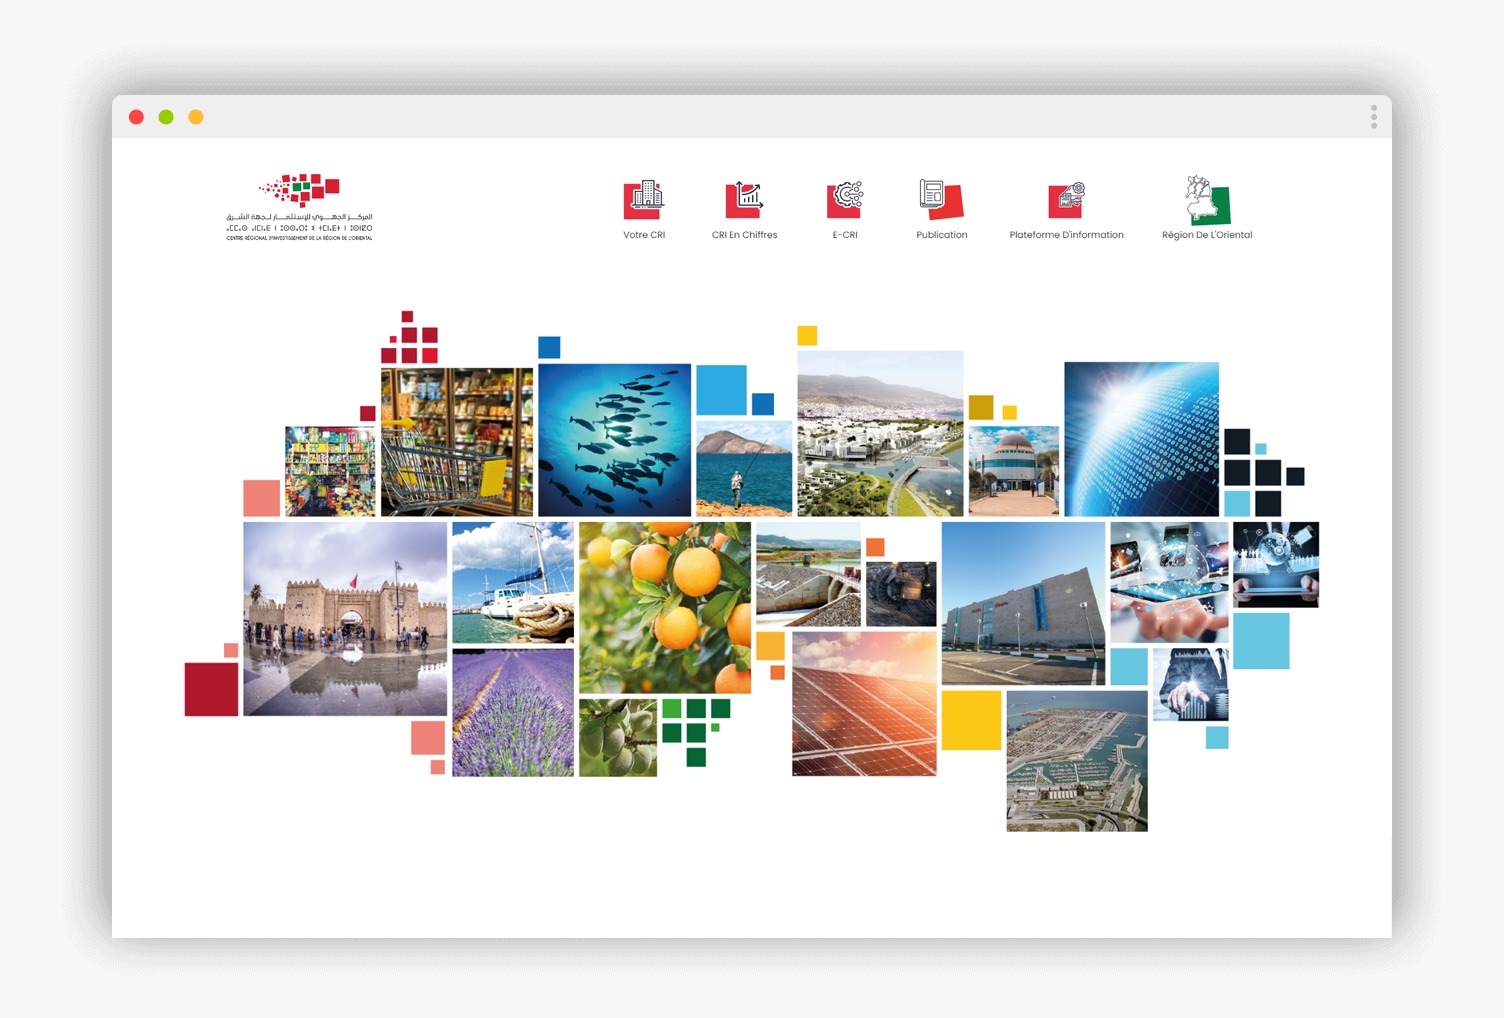 المركز الجهوي للإستثمار لجهة الشرق
CENTRE RÉGIONAL D'INVESTISSEMENT DE LA RÉGION DE L'ORIENTAL
Votre CRI
CRI En Chiffres
E-CRI
Publication
Plateforme D'information
Région De L'Oriental